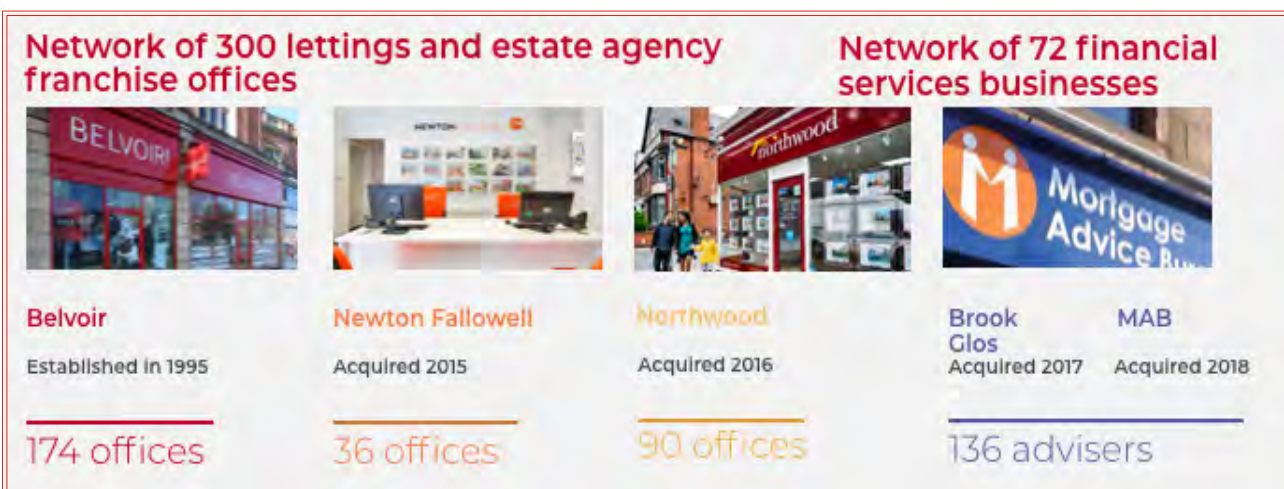 Network of 300 lettings and estate agency
franchise offices
Network of 72 financial
services businesses
BELVOIR!
NEWTON
northwood
Mortgage
Advice
Belvoir
Established in 1995
174 offices
Newton Fallowell
Acquired 2015
36 offices
Northwood
Acquired 2016
90 offices
Brook
Glos
Acquired 2017
MAB
Acquired 2018
136 advisers